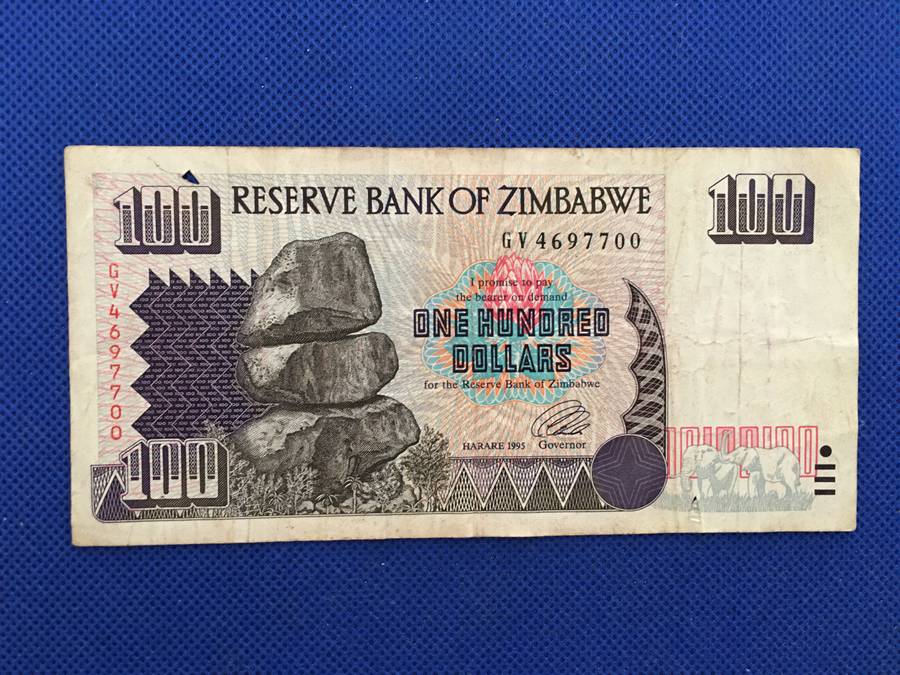 100
RESERVE BANK OF ZIMBABWE
100
GV4697700
GV4697700
I promise to pay
the bearer on demand
ONE HUNDRED
DOLLARS
for the Reserve Bank of Zimbabwe
HARARE 1995
Governor
100